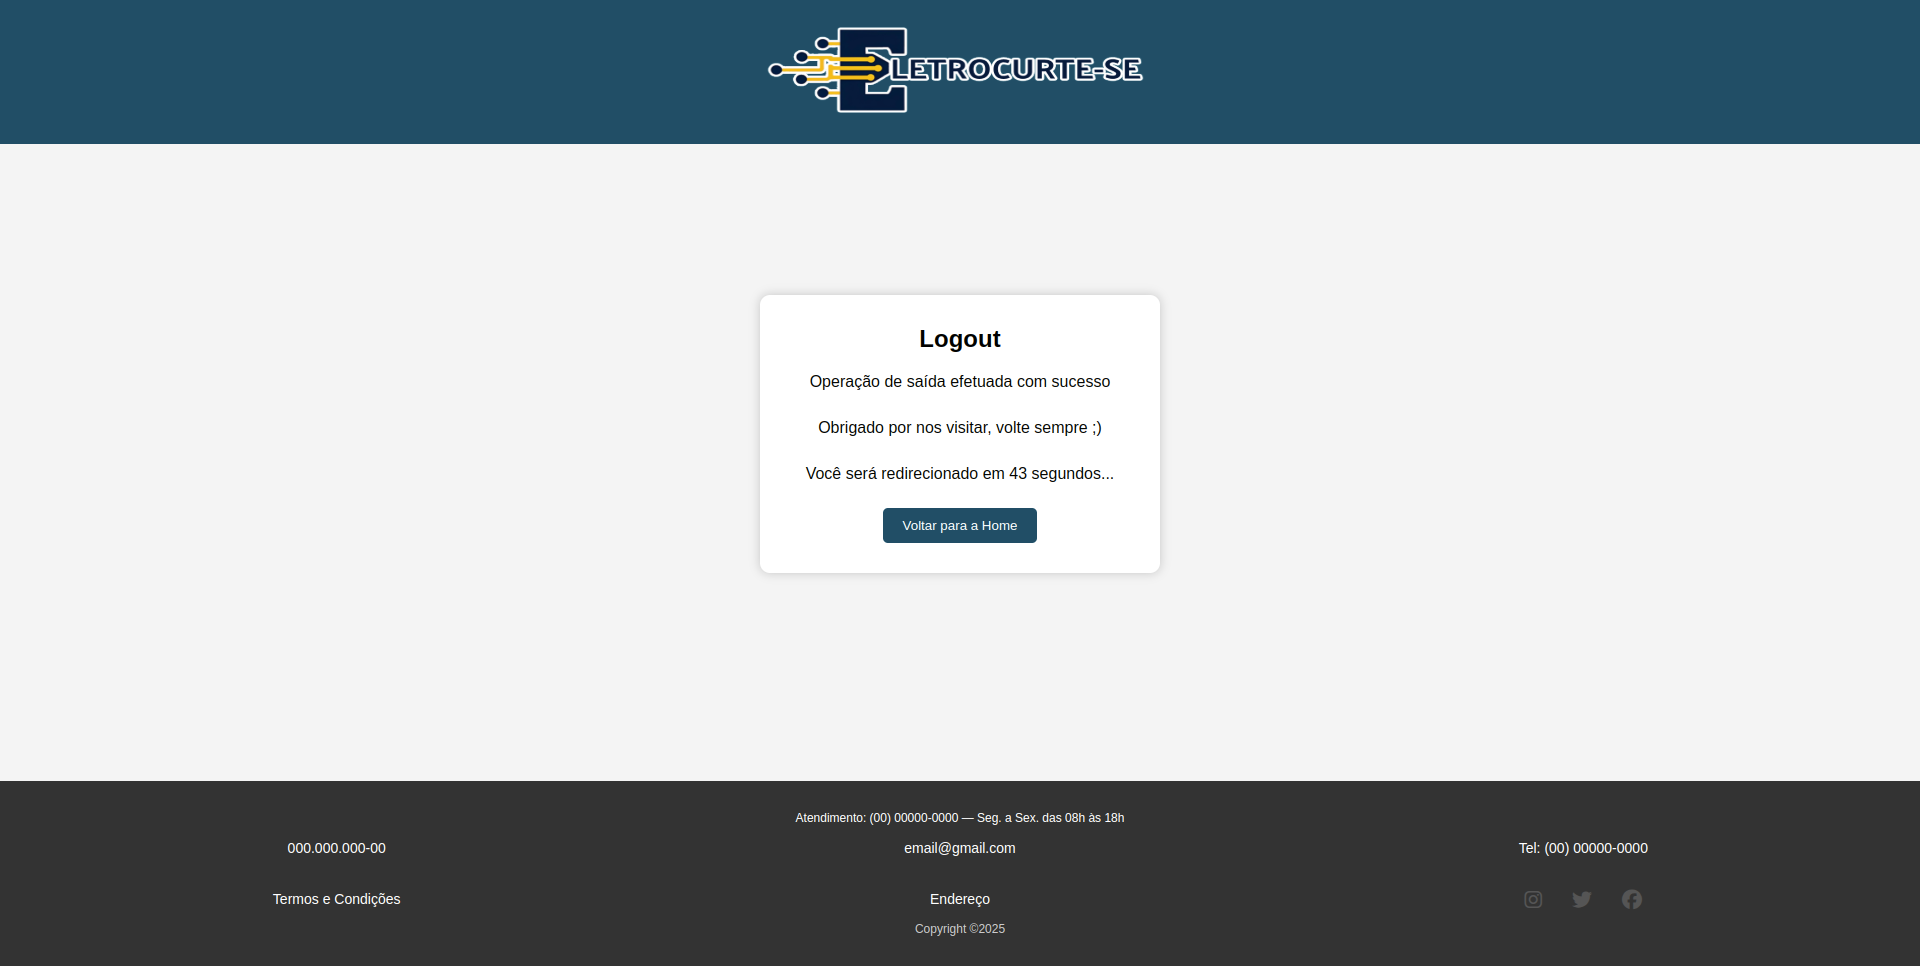 ELETROCURTE-SE
Logout
Operação de saída efetuada com sucesso
Obrigado por nos visitar, volte sempre ;)
Você será redirecionado em 43 segundos...
Voltar para a Home
Atendimento: (00) 00000-0000 — Seg. a Sex. das 08h às 18h
000.000.000-00
email@gmail.com
Tel: (00) 00000-0000
Termos e Condições
Endereço
Copyright ©2025